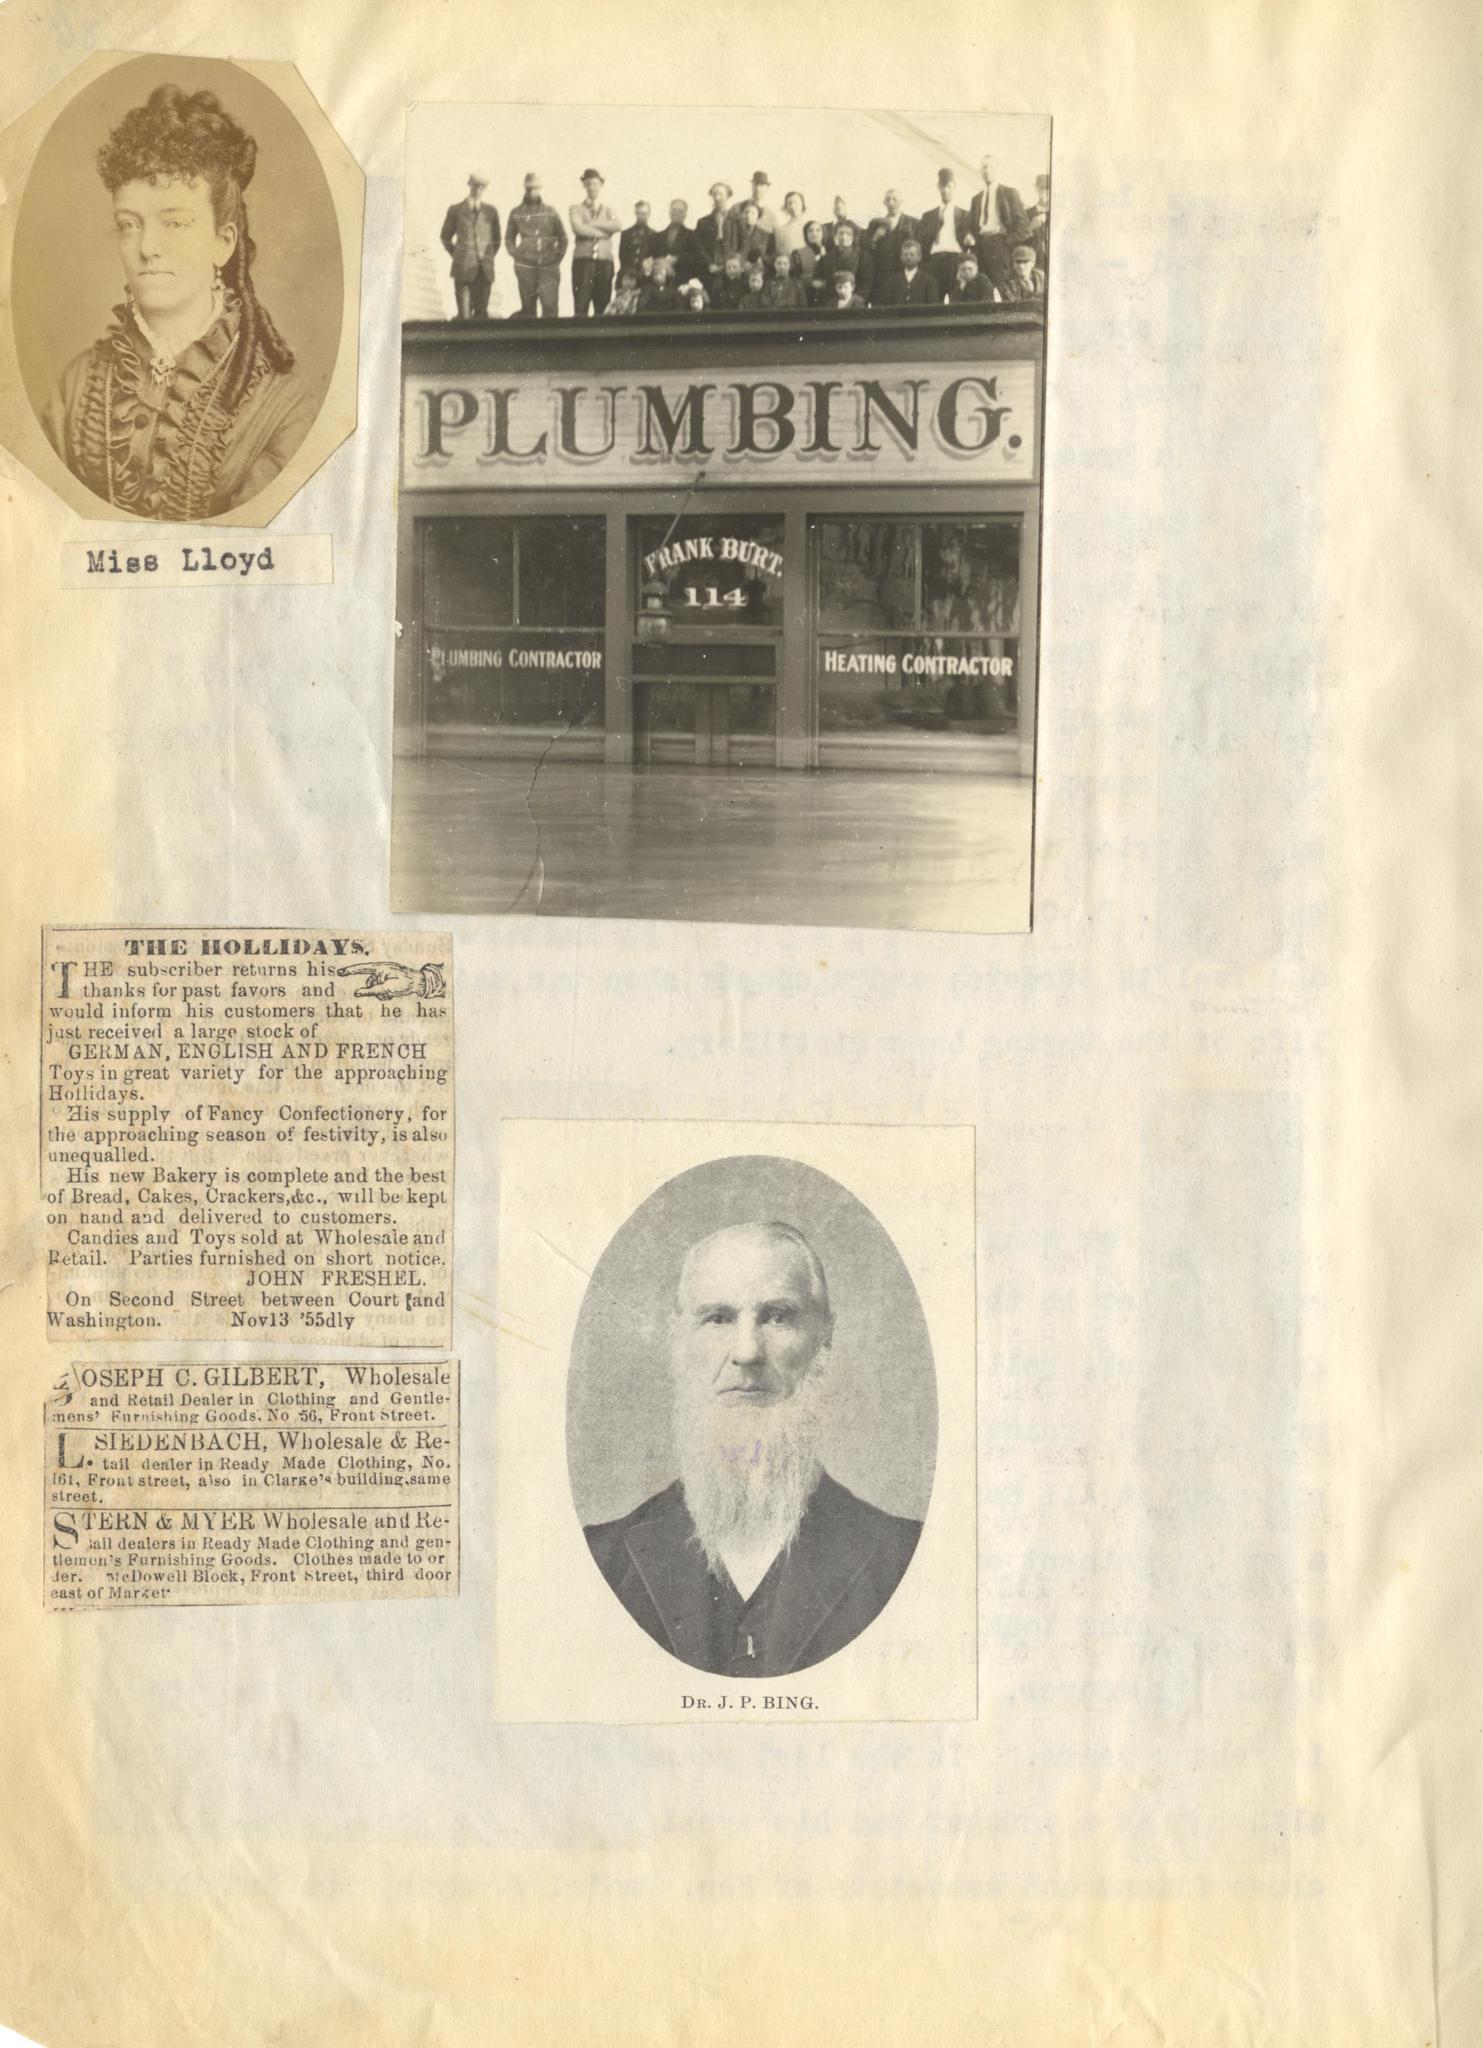 Miss Lloyd
PLUMBING.
FRANK BURT.
114
PLUMBING CONTRACTOR
HEATING CONTRACTOR
THE HOLLIDAYS.
THE subscriber returns his
thanks for past favors and
would inform his customers that he has
just received a large stock of
GERMAN, ENGLISH AND FRENCH
Toys in great variety for the approaching
Hollidays.
His supply of Fancy Confectionery, for
the approaching season of festivity, is also
unequalled.
His new Bakery is complete and the best
of Bread, Cakes, Crackers,&c., will be kept
on hand and delivered to customers.
Candies and Toys sold at Wholesale and
Retail. Parties furnished on short notice.
JOHN FRESHEL.
On Second Street between Court and
Washington. Nov13 '55dly
JOSEPH C. GILBERT, Wholesale
and Retail Dealer in Clothing and Gentle-
mens' Furnishing Goods, No 56, Front Street.
L. SIEDENBACH, Wholesale & Re-
tail dealer in Ready Made Clothing, No.
161, Front street, also in Clarke's building, same
street.
STERN & MYER Wholesale and Re-
tail dealers in Ready Made Clothing and gen-
tlemen's Furnishing Goods. Clothes made to or
der. McDowell Block, Front Street, third door
east of Market
DR. J. P. BING.